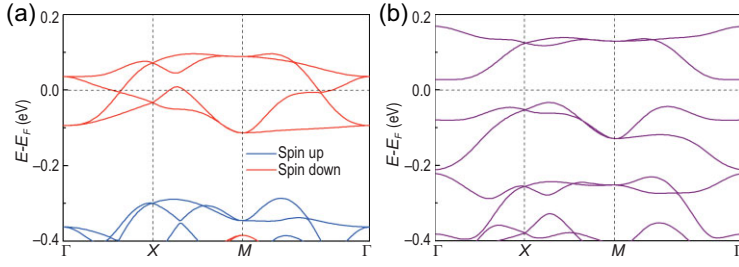 (a)
0.2
0.0
−0.2
−0.4
E-E_F (eV)
Spin up
Spin down
Γ X M Γ
(b)
0.2
0.0
−0.2
−0.4
E-E_F (eV)
Γ X M Γ